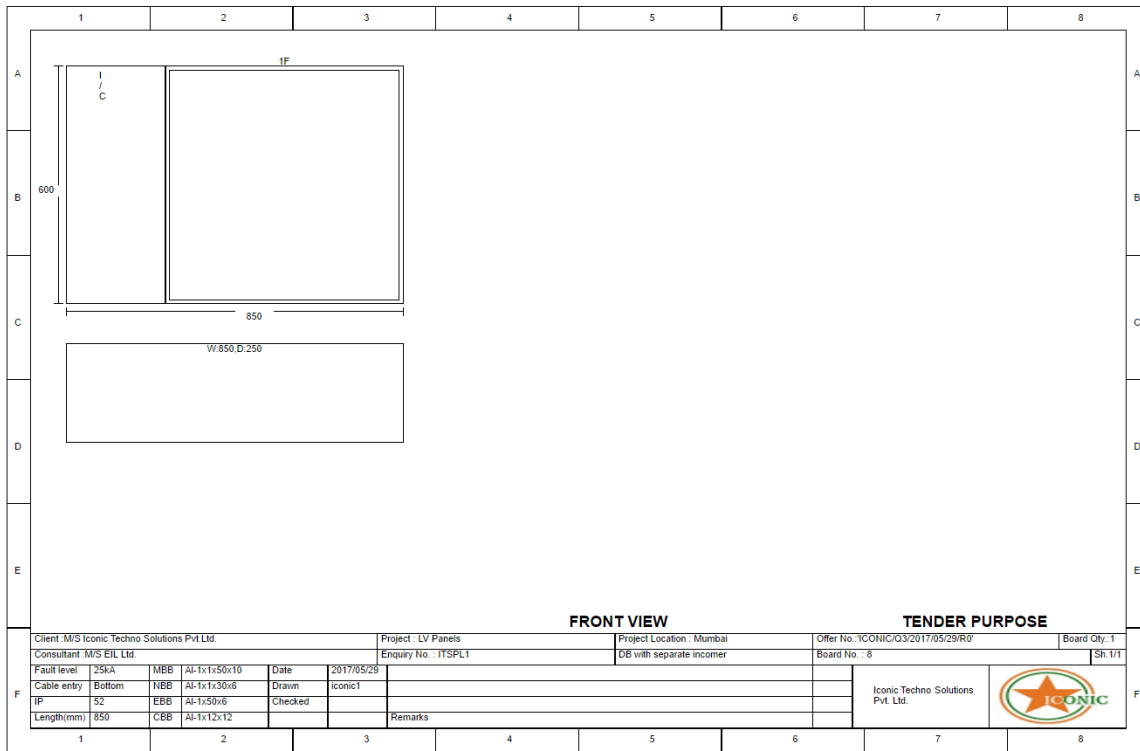 1 2 3 4 5 6 7 8
A A
1F
I
/
C
B B
600
850
C C
W:850,D:250
D D
E E
FRONT VIEW TENDER PURPOSE
Client :M/S Iconic Techno Solutions Pvt.Ltd. Project : LV Panels Project Location : Mumbai Offer No.:'ICONIC/Q3/2017/05/29/R0' Board Qty.:1
Consultant :M/S EIL Ltd. Enquiry No. : ITSPL1 DB with separate incomer Board No. : 8 Sh.1/1
Fault level 25kA MBB Al-1x1x50x10 Date 2017/05/29
Cable entry Bottom NBB Al-1x1x30x6 Drawn iconic1
F F
IP 52 EBB Al-1x50x6 Checked
Length(mm) 850 CBB Al-1x12x12 Remarks
Iconic Techno Solutions
Pvt. Ltd.
ICONIC
1 2 3 4 5 6 7 8